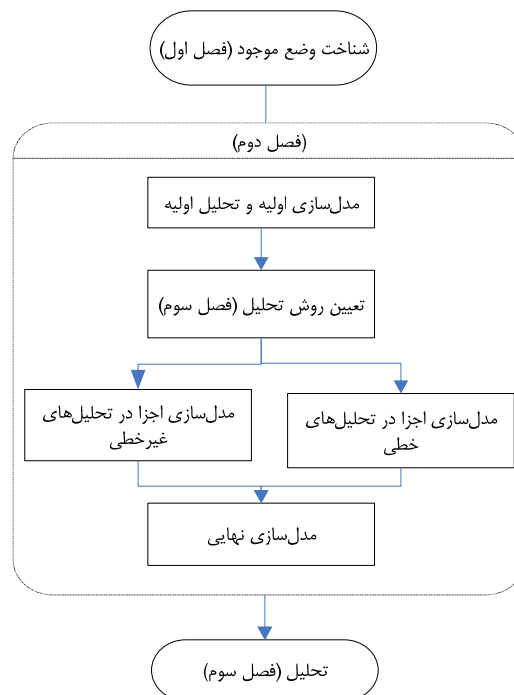 شناخت وضع موجود (فصل اول)
(فصل دوم)
مدل‌سازی اولیه و تحلیل اولیه
تعیین روش تحلیل (فصل سوم)
مدل‌سازی اجزا در تحلیل‌های
خطی
مدل‌سازی اجزا در تحلیل‌های
غیرخطی
مدل‌سازی نهایی
تحلیل (فصل سوم)